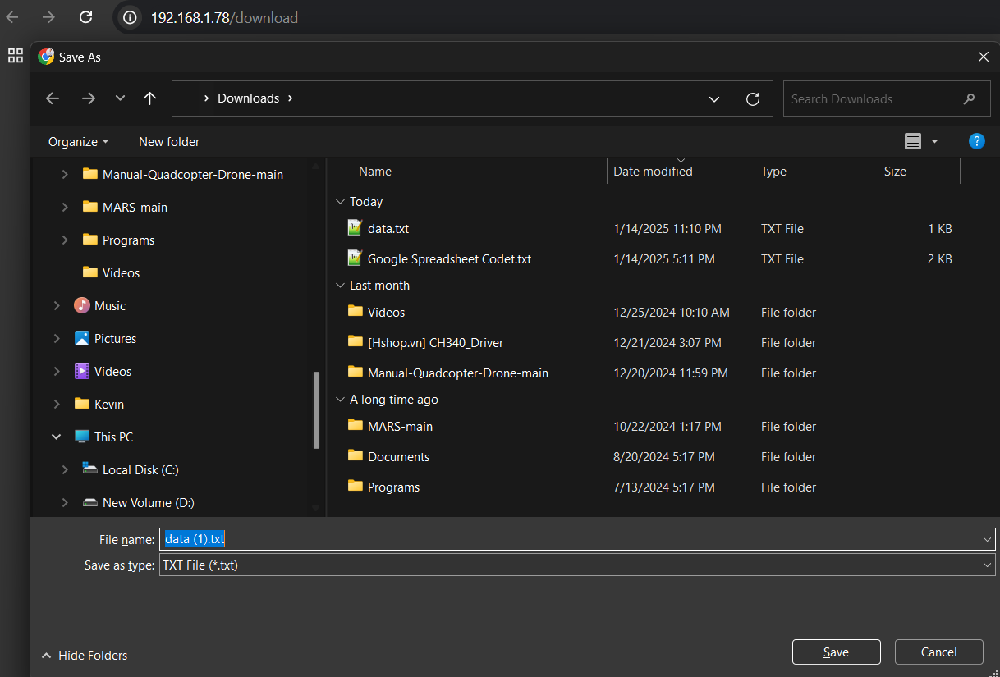 192.168.1.78/download
Save As
Downloads
Search Downloads
Organize New folder
Manual-Quadcopter-Drone-main
MARS-main
Programs
Videos
Music
Pictures
Videos
Kevin
This PC
Local Disk (C:)
New Volume (D:)
Name Date modified Type Size
Today
data.txt 1/14/2025 11:10 PM TXT File 1 KB
Google Spreadsheet Codet.txt 1/14/2025 5:11 PM TXT File 2 KB
Last month
Videos 12/25/2024 10:10 AM File folder
[Hshop.vn] CH340_Driver 12/21/2024 3:07 PM File folder
Manual-Quadcopter-Drone-main 12/20/2024 11:59 PM File folder
A long time ago
MARS-main 10/22/2024 1:17 PM File folder
Documents 8/20/2024 5:17 PM File folder
Programs 7/13/2024 5:17 PM File folder
File name: data (1).txt
Save as type: TXT File (*.txt)
Hide Folders
Save Cancel